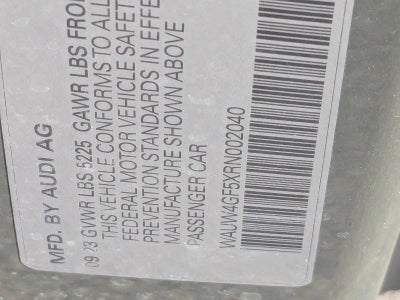 MFD. BY AUDI AG
09 23 GVWR LBS 5225 GAWR LBS FRO
THIS VEHICLE CONFORMS TO ALL
FEDERAL MOTOR VEHICLE SAFET
PREVENTION STANDARDS IN EFFE
MANUFACTURE SHOWN ABOVE
PASSENGER CAR
WAUW4GF5XRN002040